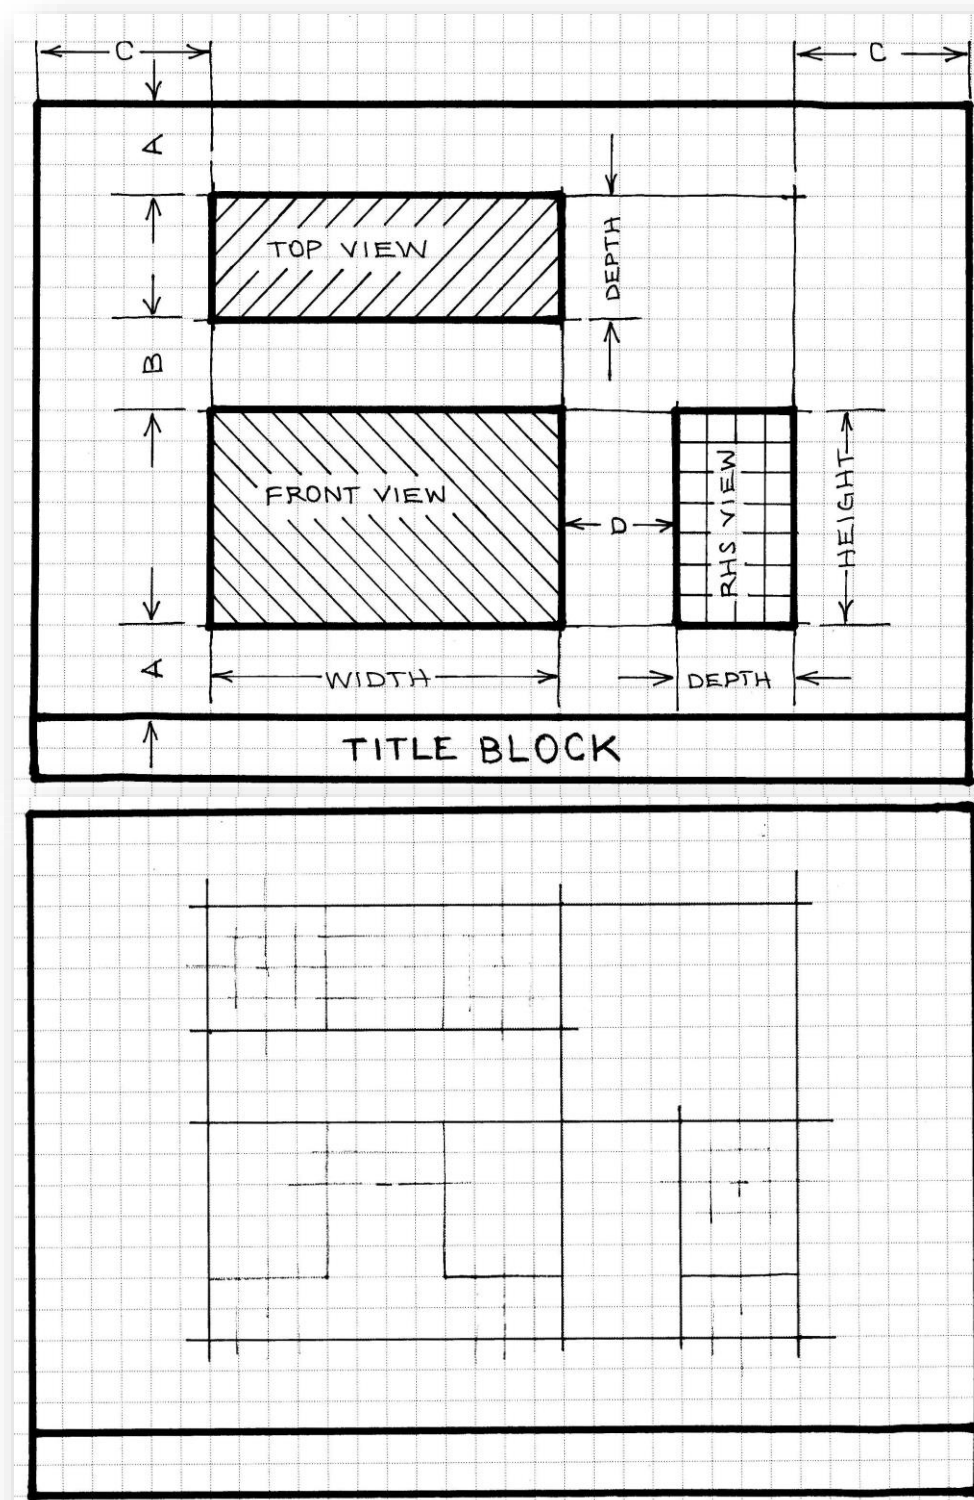 C
C
A
TOP VIEW
DEPTH
B
FRONT VIEW
D
RHS VIEW
HEIGHT
A
WIDTH
DEPTH
TITLE BLOCK